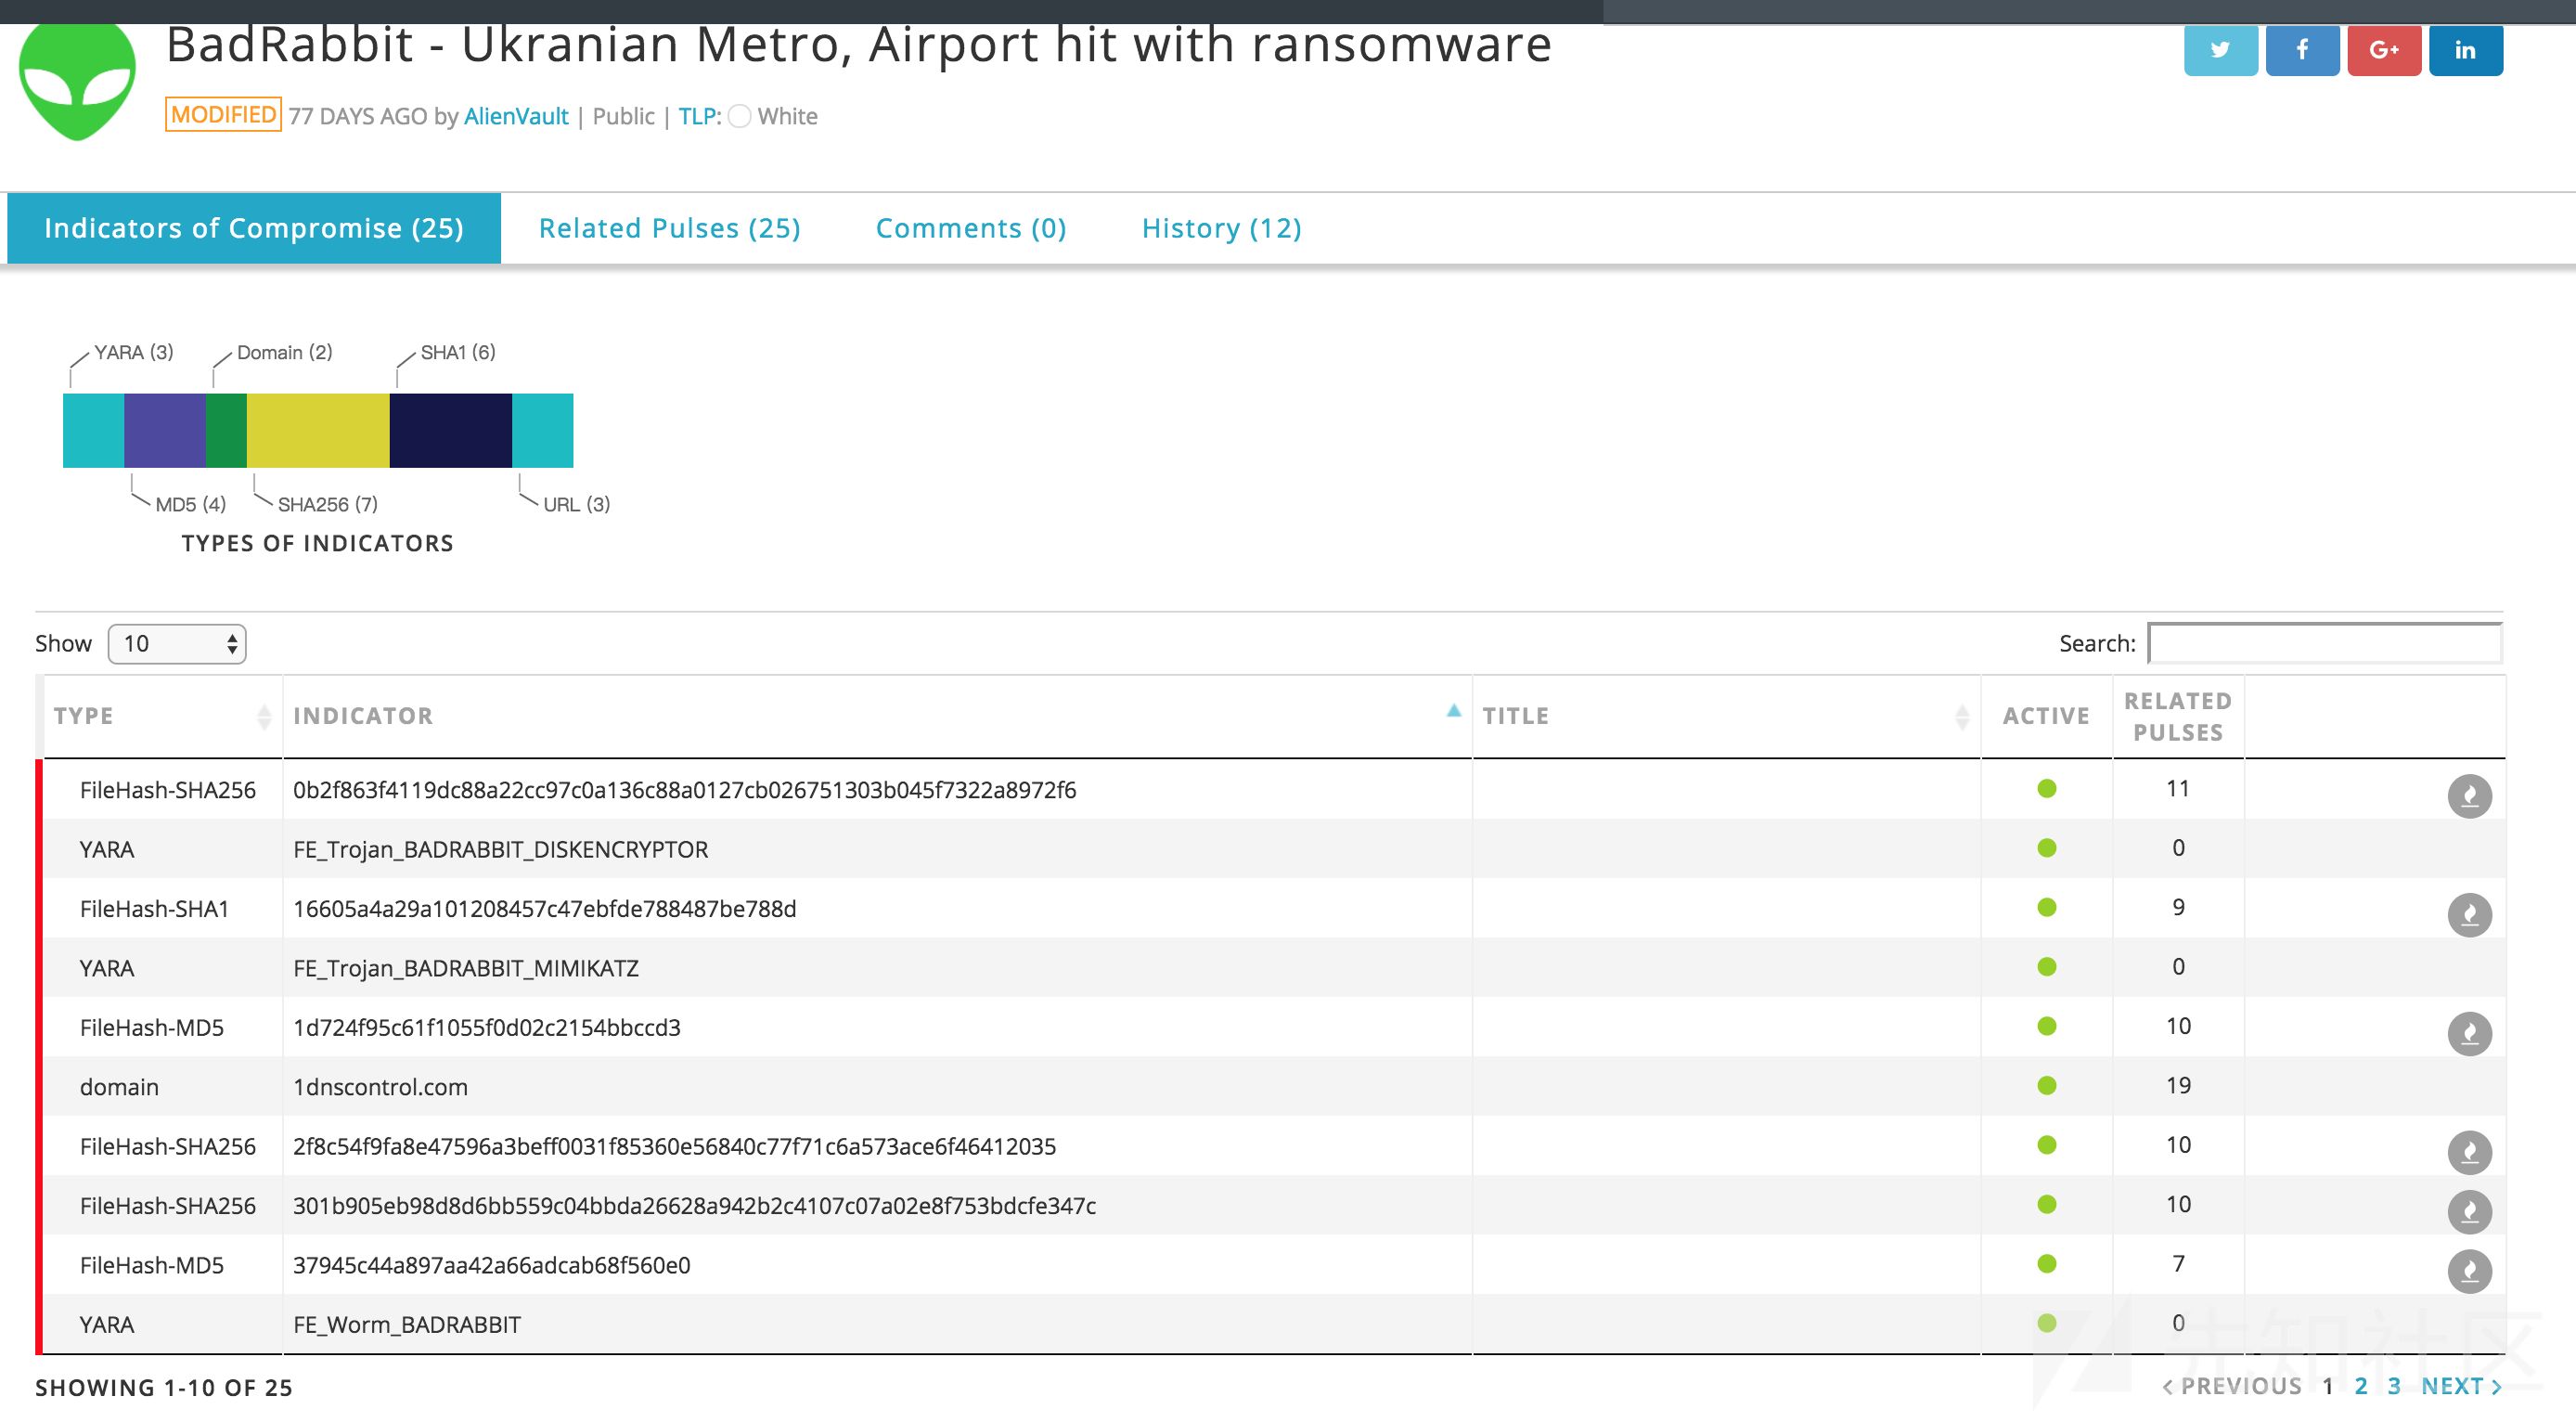 BadRabbit - Ukranian Metro, Airport hit with ransomware
G+
in
MODIFIED 77 DAYS AGO by AlienVault | Public | TLP: White
Indicators of Compromise (25)
Related Pulses (25)
Comments (0)
History (12)
YARA (3)
Domain (2)
SHA1 (6)
MD5 (4)
SHA256 (7)
URL (3)
TYPES OF INDICATORS
Show 10
Search:
TYPE INDICATOR TITLE ACTIVE RELATED PULSES
FileHash-SHA256 0b2f863f4119dc88a22cc97c0a136c88a0127cb026751303b045f7322a8972f6 11
YARA FE_Trojan_BADRABBIT_DISKENCRYPTOR 0
FileHash-SHA1 16605a4a29a101208457c47ebfde788487be788d 9
YARA FE_Trojan_BADRABBIT_MIMIKATZ 0
FileHash-MD5 1d724f95c61f1055f0d02c2154bbccd3 10
domain 1dnscontrol.com 19
FileHash-SHA256 2f8c54f9fa8e47596a3beff0031f85360e56840c77f71c6a573ace6f46412035 10
FileHash-SHA256 301b905eb98d8d6bb559c04bbda26628a942b2c4107c07a02e8f753bdcfe347c 10
FileHash-MD5 37945c44a897aa42a66adcab68f560e0 7
YARA FE_Worm_BADRABBIT 0
先知社区
SHOWING 1-10 OF 25
< PREVIOUS 1 2 3 NEXT >